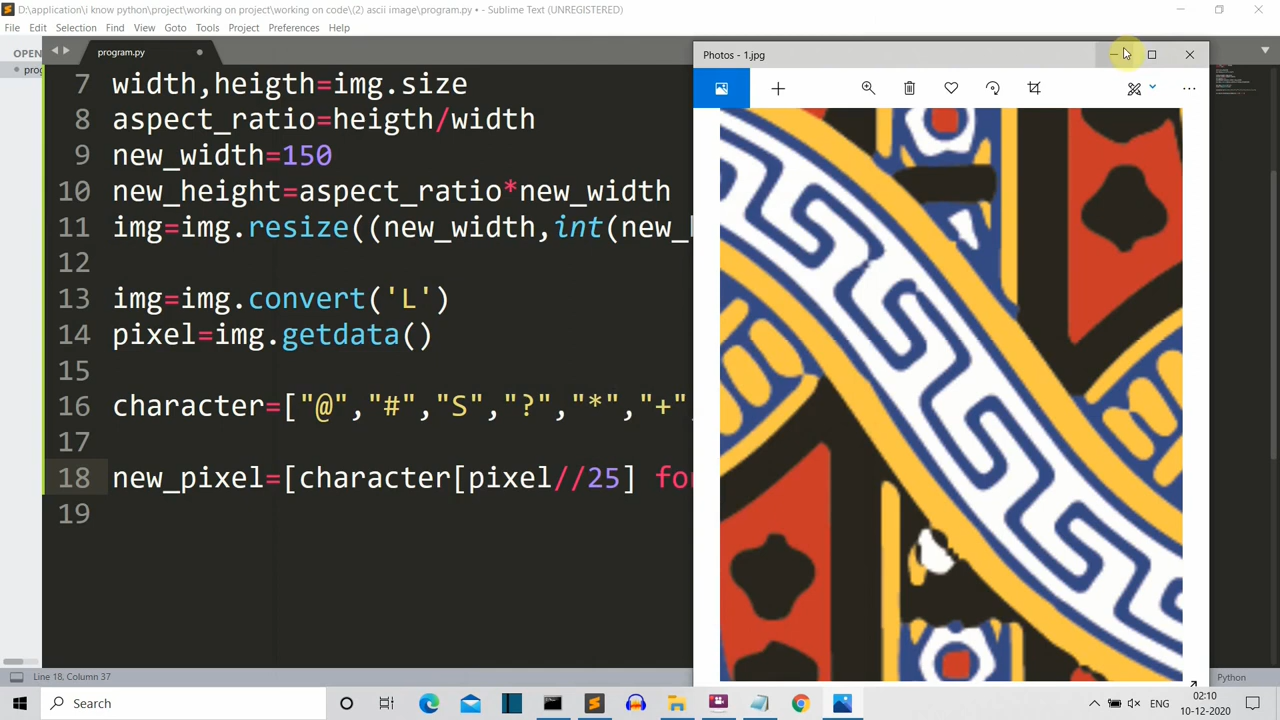 D:\application\i know python\project\working on project\working on code\(2) ascii image\program.py • - Sublime Text (UNREGISTERED)
File Edit Selection Find View Goto Tools Project Preferences Help
OPEN
program.py
prog
Photos - 1.jpg
7 width,heigth=img.size
8 aspect_ratio=heigth/width
9 new_width=150
10 new_height=aspect_ratio*new_width
11 img=img.resize((new_width,int(new_
12
13 img=img.convert('L')
14 pixel=img.getdata()
15
16 character=["@","#","S","?","*","+",
17
18 new_pixel=[character[pixel//25] for
19
Line 18, Column 37
Python
Search
ENG
02:10
10-12-2020